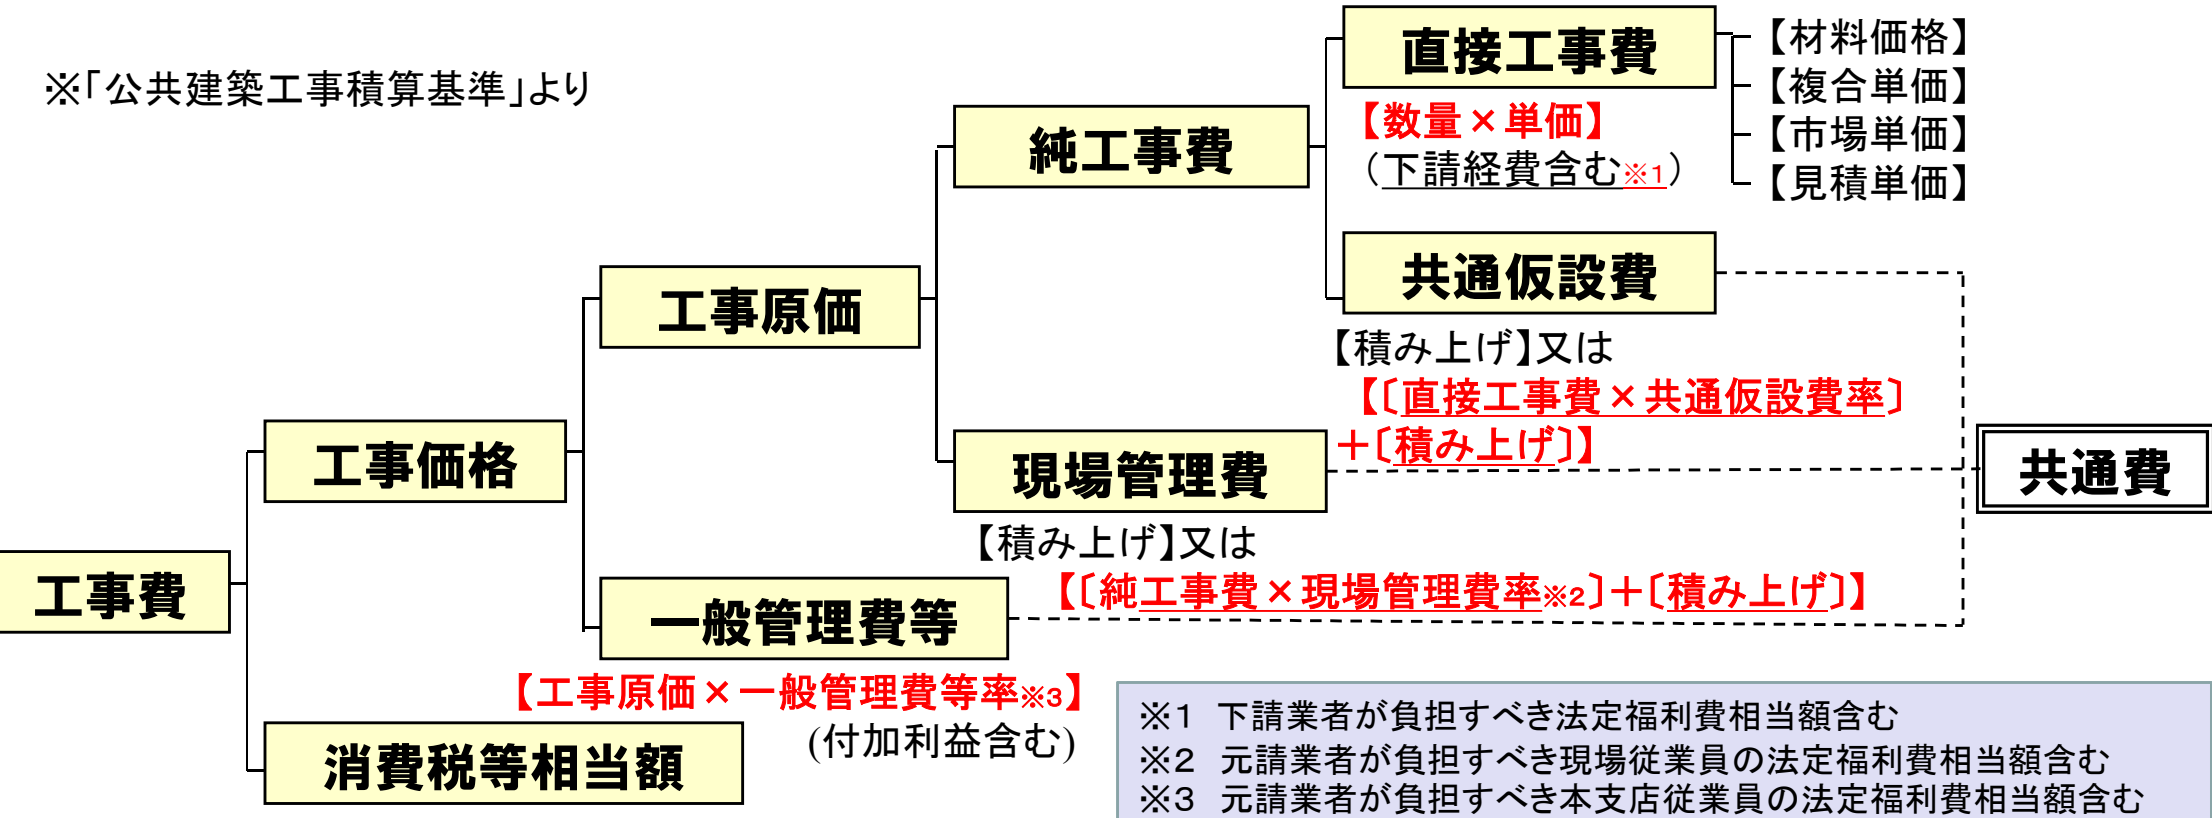 ※「公共建築工事積算基準」より
直接工事費
【数量×単価】
(下請経費含む※1)
【材料価格】
【複合単価】
【市場単価】
【見積単価】
純工事費
共通仮設費
【積み上げ】又は
【〔直接工事費×共通仮設費率〕
＋〔積み上げ〕】
工事原価
現場管理費
【積み上げ】又は
【〔純工事費×現場管理費率※2〕＋〔積み上げ〕】
共通費
工事価格
一般管理費等
【工事原価×一般管理費等率※3】
(付加利益含む)
工事費
消費税等相当額
※1 下請業者が負担すべき法定福利費相当額含む
※2 元請業者が負担すべき現場従業員の法定福利費相当額含む
※3 元請業者が負担すべき本支店従業員の法定福利費相当額含む